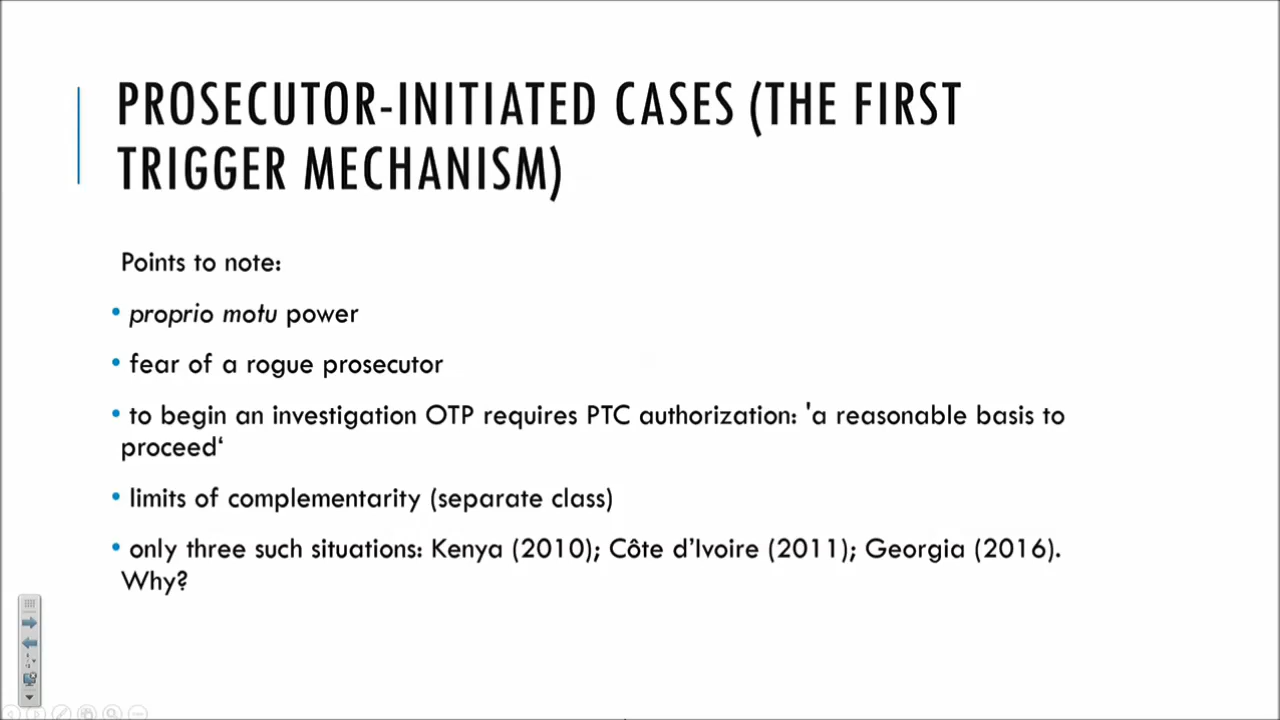 PROSECUTOR-INITIATED CASES (THE FIRST
TRIGGER MECHANISM)
Points to note:
• proprio motu power
• fear of a rogue prosecutor
• to begin an investigation OTP requires PTC authorization: 'a reasonable basis to
proceed‘
• limits of complementarity (separate class)
• only three such situations: Kenya (2010); Côte d’Ivoire (2011); Georgia (2016).
Why?